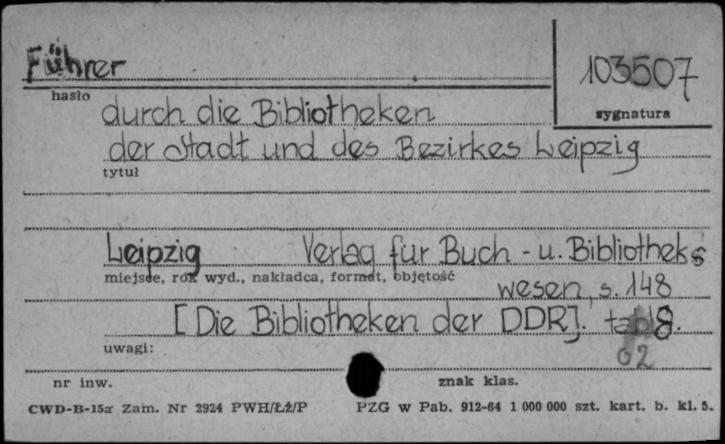 Führer
103507
hasło
sygnatura
durch die Bibliotheken
der Stadt und des Bezirkes Leipzig
tytuł
Leipzig Verlag für Buch - u. Bibliotheks
miejsce, rok wyd., nakładca, format, objętość
wesen, s. 148
[Die Bibliotheken der DDR].
uwagi:
02
nr inw. znak klas.
CWD-B-15a Zam. Nr 2924 PWH/Łż/P PZG w Pab. 912-64 1 000 000 szt. kart. b. kl. 5.